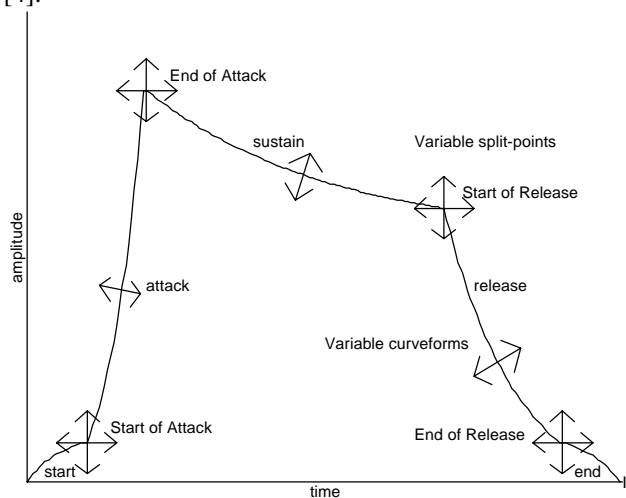 [4].
End of Attack
sustain
Variable split-points
Start of Release
amplitude
attack
release
Variable curveforms
Start of Attack
End of Release
start
end
time